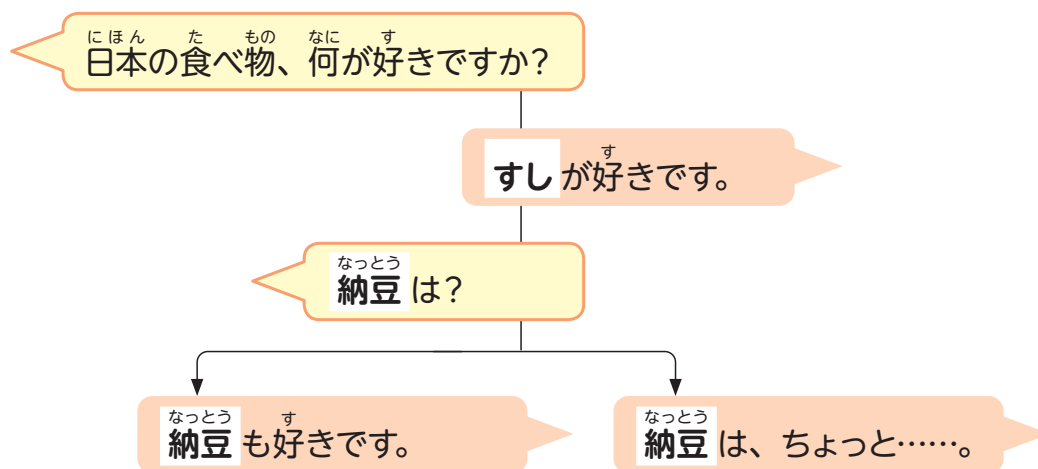 日本の食べ物、何が好きですか?
すしが好きです。
納豆は?
納豆も好きです。
納豆は、ちょっと……。